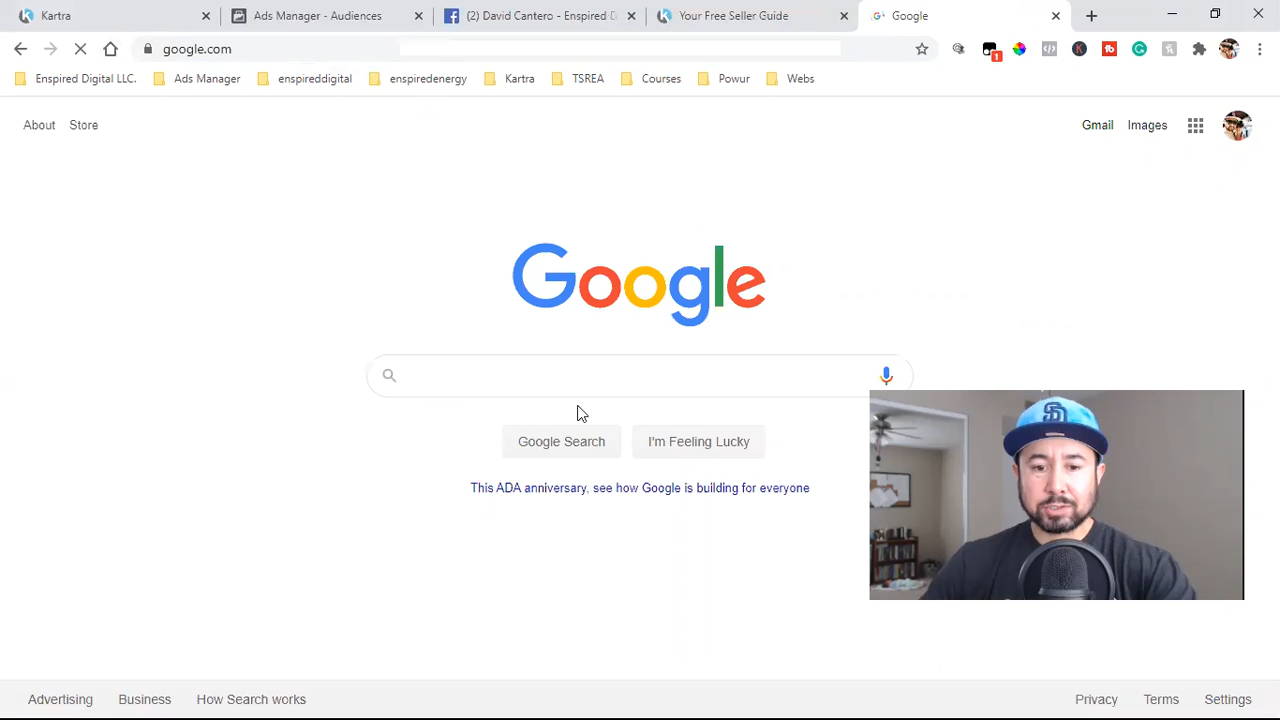 Kartra
Ads Manager - Audiences
(2) David Cantero - Enspired D
Your Free Seller Guide
Google
google.com
1
Enspired Digital LLC.
Ads Manager
enspireddigital
enspiredenergy
Kartra
TSREA
Courses
Powur
Webs
About
Store
Gmail
Images
Google
Google Search
I'm Feeling Lucky
This ADA anniversary, see how Google is building for everyone
SD
Advertising
Business
How Search works
Privacy
Terms
Settings